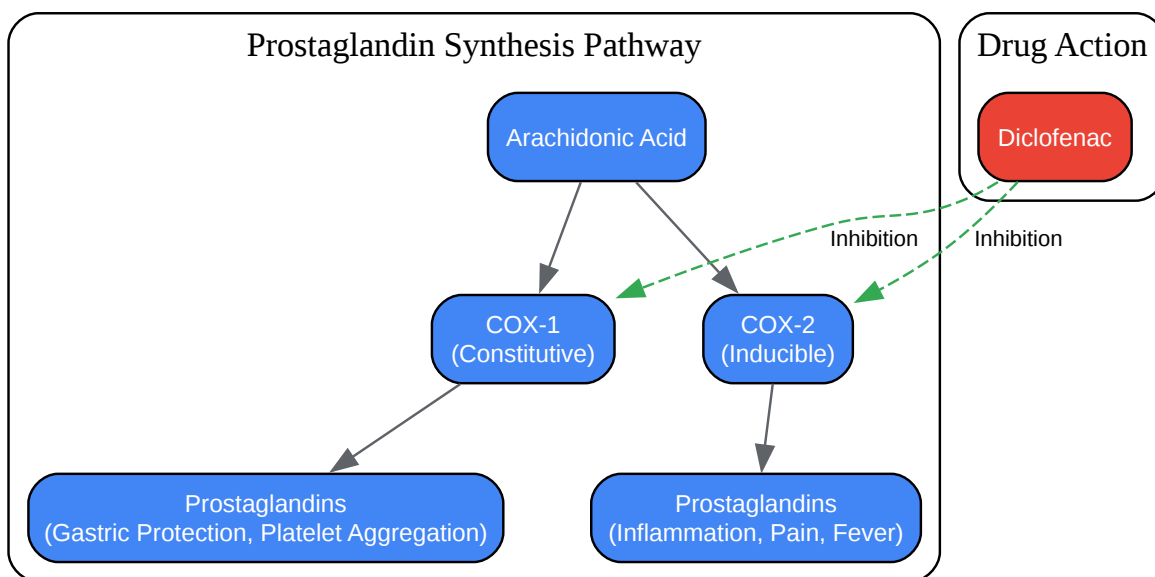 Prostaglandin Synthesis Pathway
Drug Action
Arachidonic Acid
Diclofenac
Inhibition
Inhibition
COX-1
(Constitutive)
COX-2
(Inducible)
Prostaglandins
(Gastric Protection, Platelet Aggregation)
Prostaglandins
(Inflammation, Pain, Fever)